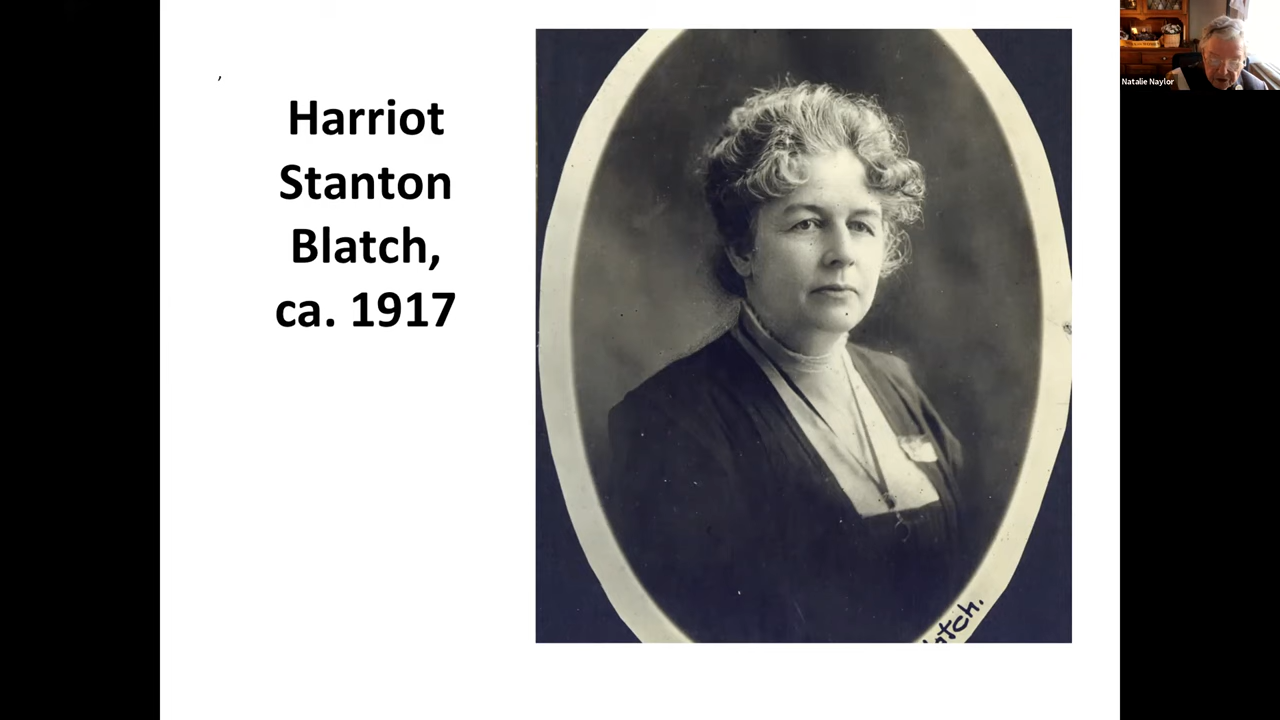 ,
Harriot
Stanton
Blatch,
ca. 1917
Natalie Naylor